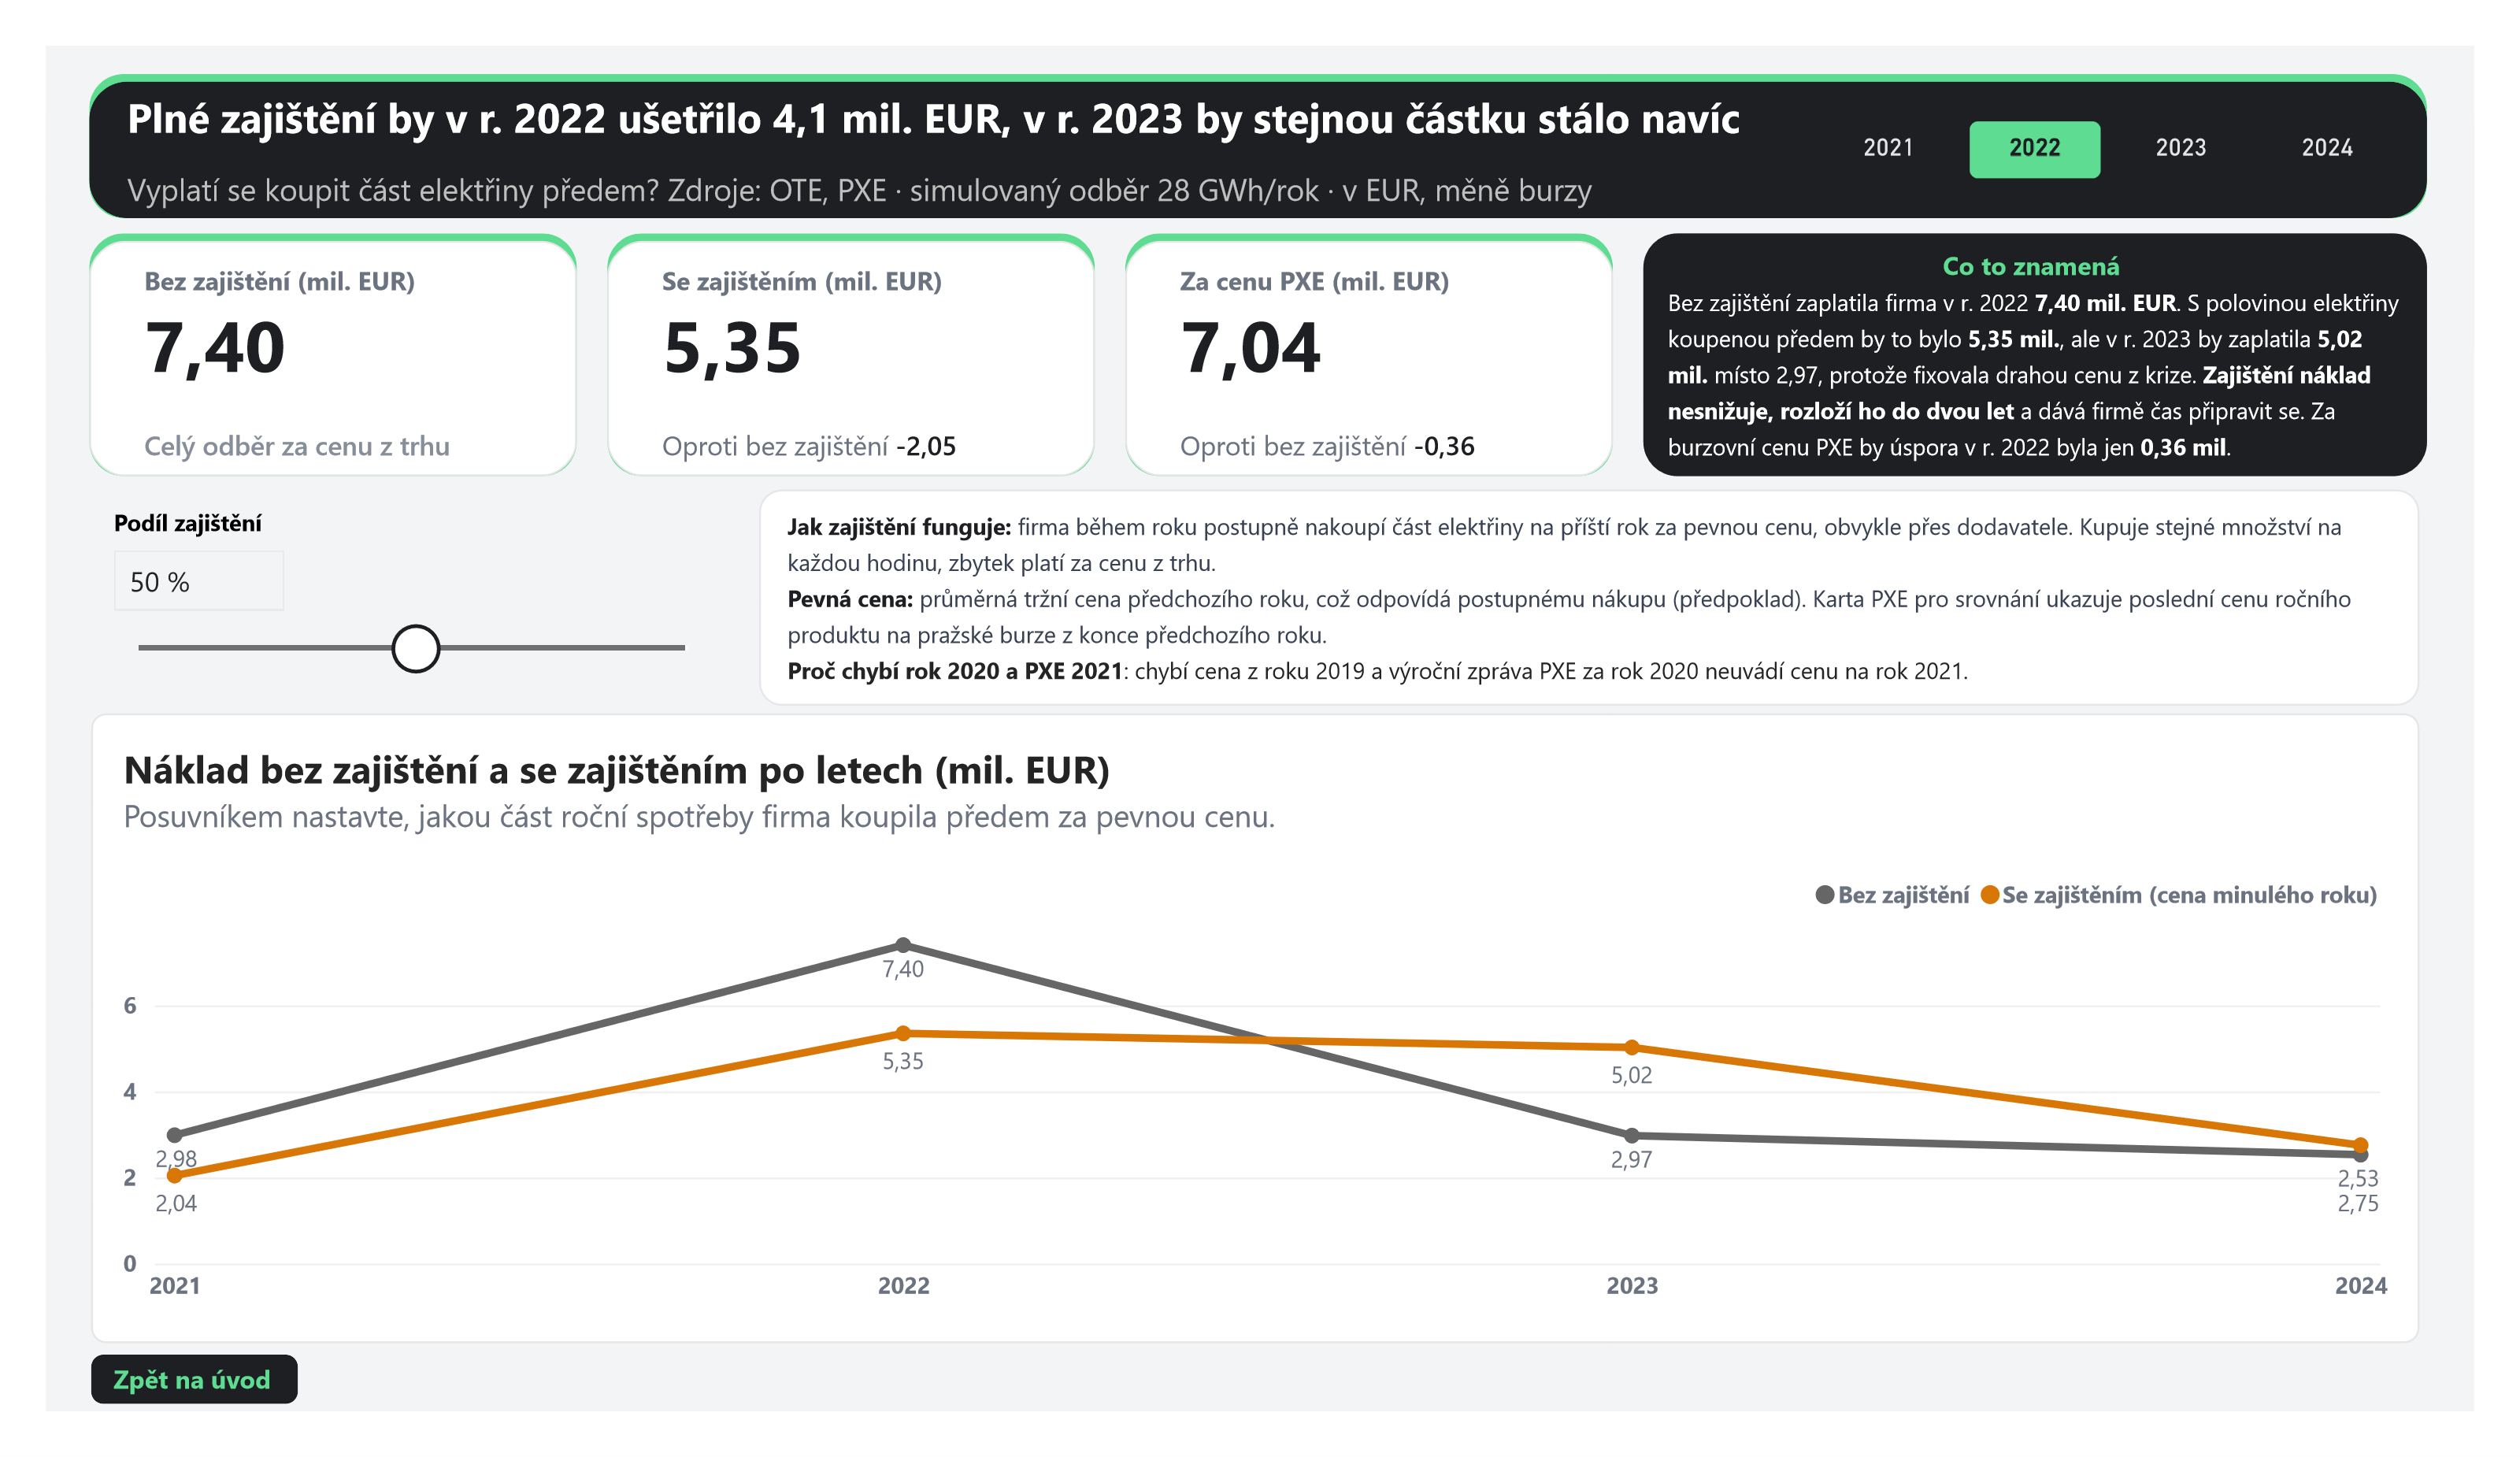 Plné zajištění by v r. 2022 ušetřilo 4,1 mil. EUR, v r. 2023 by stejnou částku stálo navíc
Vyplatí se koupit část elektřiny předem? Zdroje: OTE, PXE · simulovaný odběr 28 GWh/rok · v EUR, méně burzy
2021 2022 2023 2024
Bez zajištění (mil. EUR)
7,40
Celý odběr za cenu z trhu
Se zajištěním (mil. EUR)
5,35
Oproti bez zajištění -2,05
Za cenu PXE (mil. EUR)
7,04
Oproti bez zajištění -0,36
Co to znamená
Bez zajištění zaplatila firma v r. 2022 7,40 mil. EUR. S polovinou elektřiny
koupenou předem by to bylo 5,35 mil., ale v r. 2023 by zaplatila 5,02
mil. místo 2,97, protože fixovala drahou cenu z krize. Zajištění náklad
nesnižuje, rozloží ho do dvou let a dává firmě čas připravit se. Za
burzovní cenu PXE by úspora v r. 2022 byla jen 0,36 mil.
Podíl zajištění
50 %
Jak zajištění funguje: firma během roku postupně nakoupí část elektřiny na příští rok za pevnou cenu, obvykle přes dodavatele. Kupuje stejné množství na
každou hodinu, zbytek platí za cenu z trhu.
Pevná cena: průměrná tržní cena předchozího roku, což odpovídá postupnému nákupu (předpoklad). Karta PXE pro srovnání ukazuje poslední cenu ročního
produktu na pražské burze z konce předchozího roku.
Proč chybí rok 2020 a PXE 2021: chybí cena z roku 2019 a výroční zpráva PXE za rok 2020 neuvádí cenu na rok 2021.
Náklad bez zajištění a se zajištěním po letech (mil. EUR)
Posuvníkem nastavte, jakou část roční spotřeby firma koupila předem za pevnou cenu.
Bez zajištění Se zajištěním (cena minulého roku)
7,40
6
5,35
5,02
4
2,98
2,97
2
2,53
2,04
2,75
0
2021 2022 2023 2024
Zpět na úvod